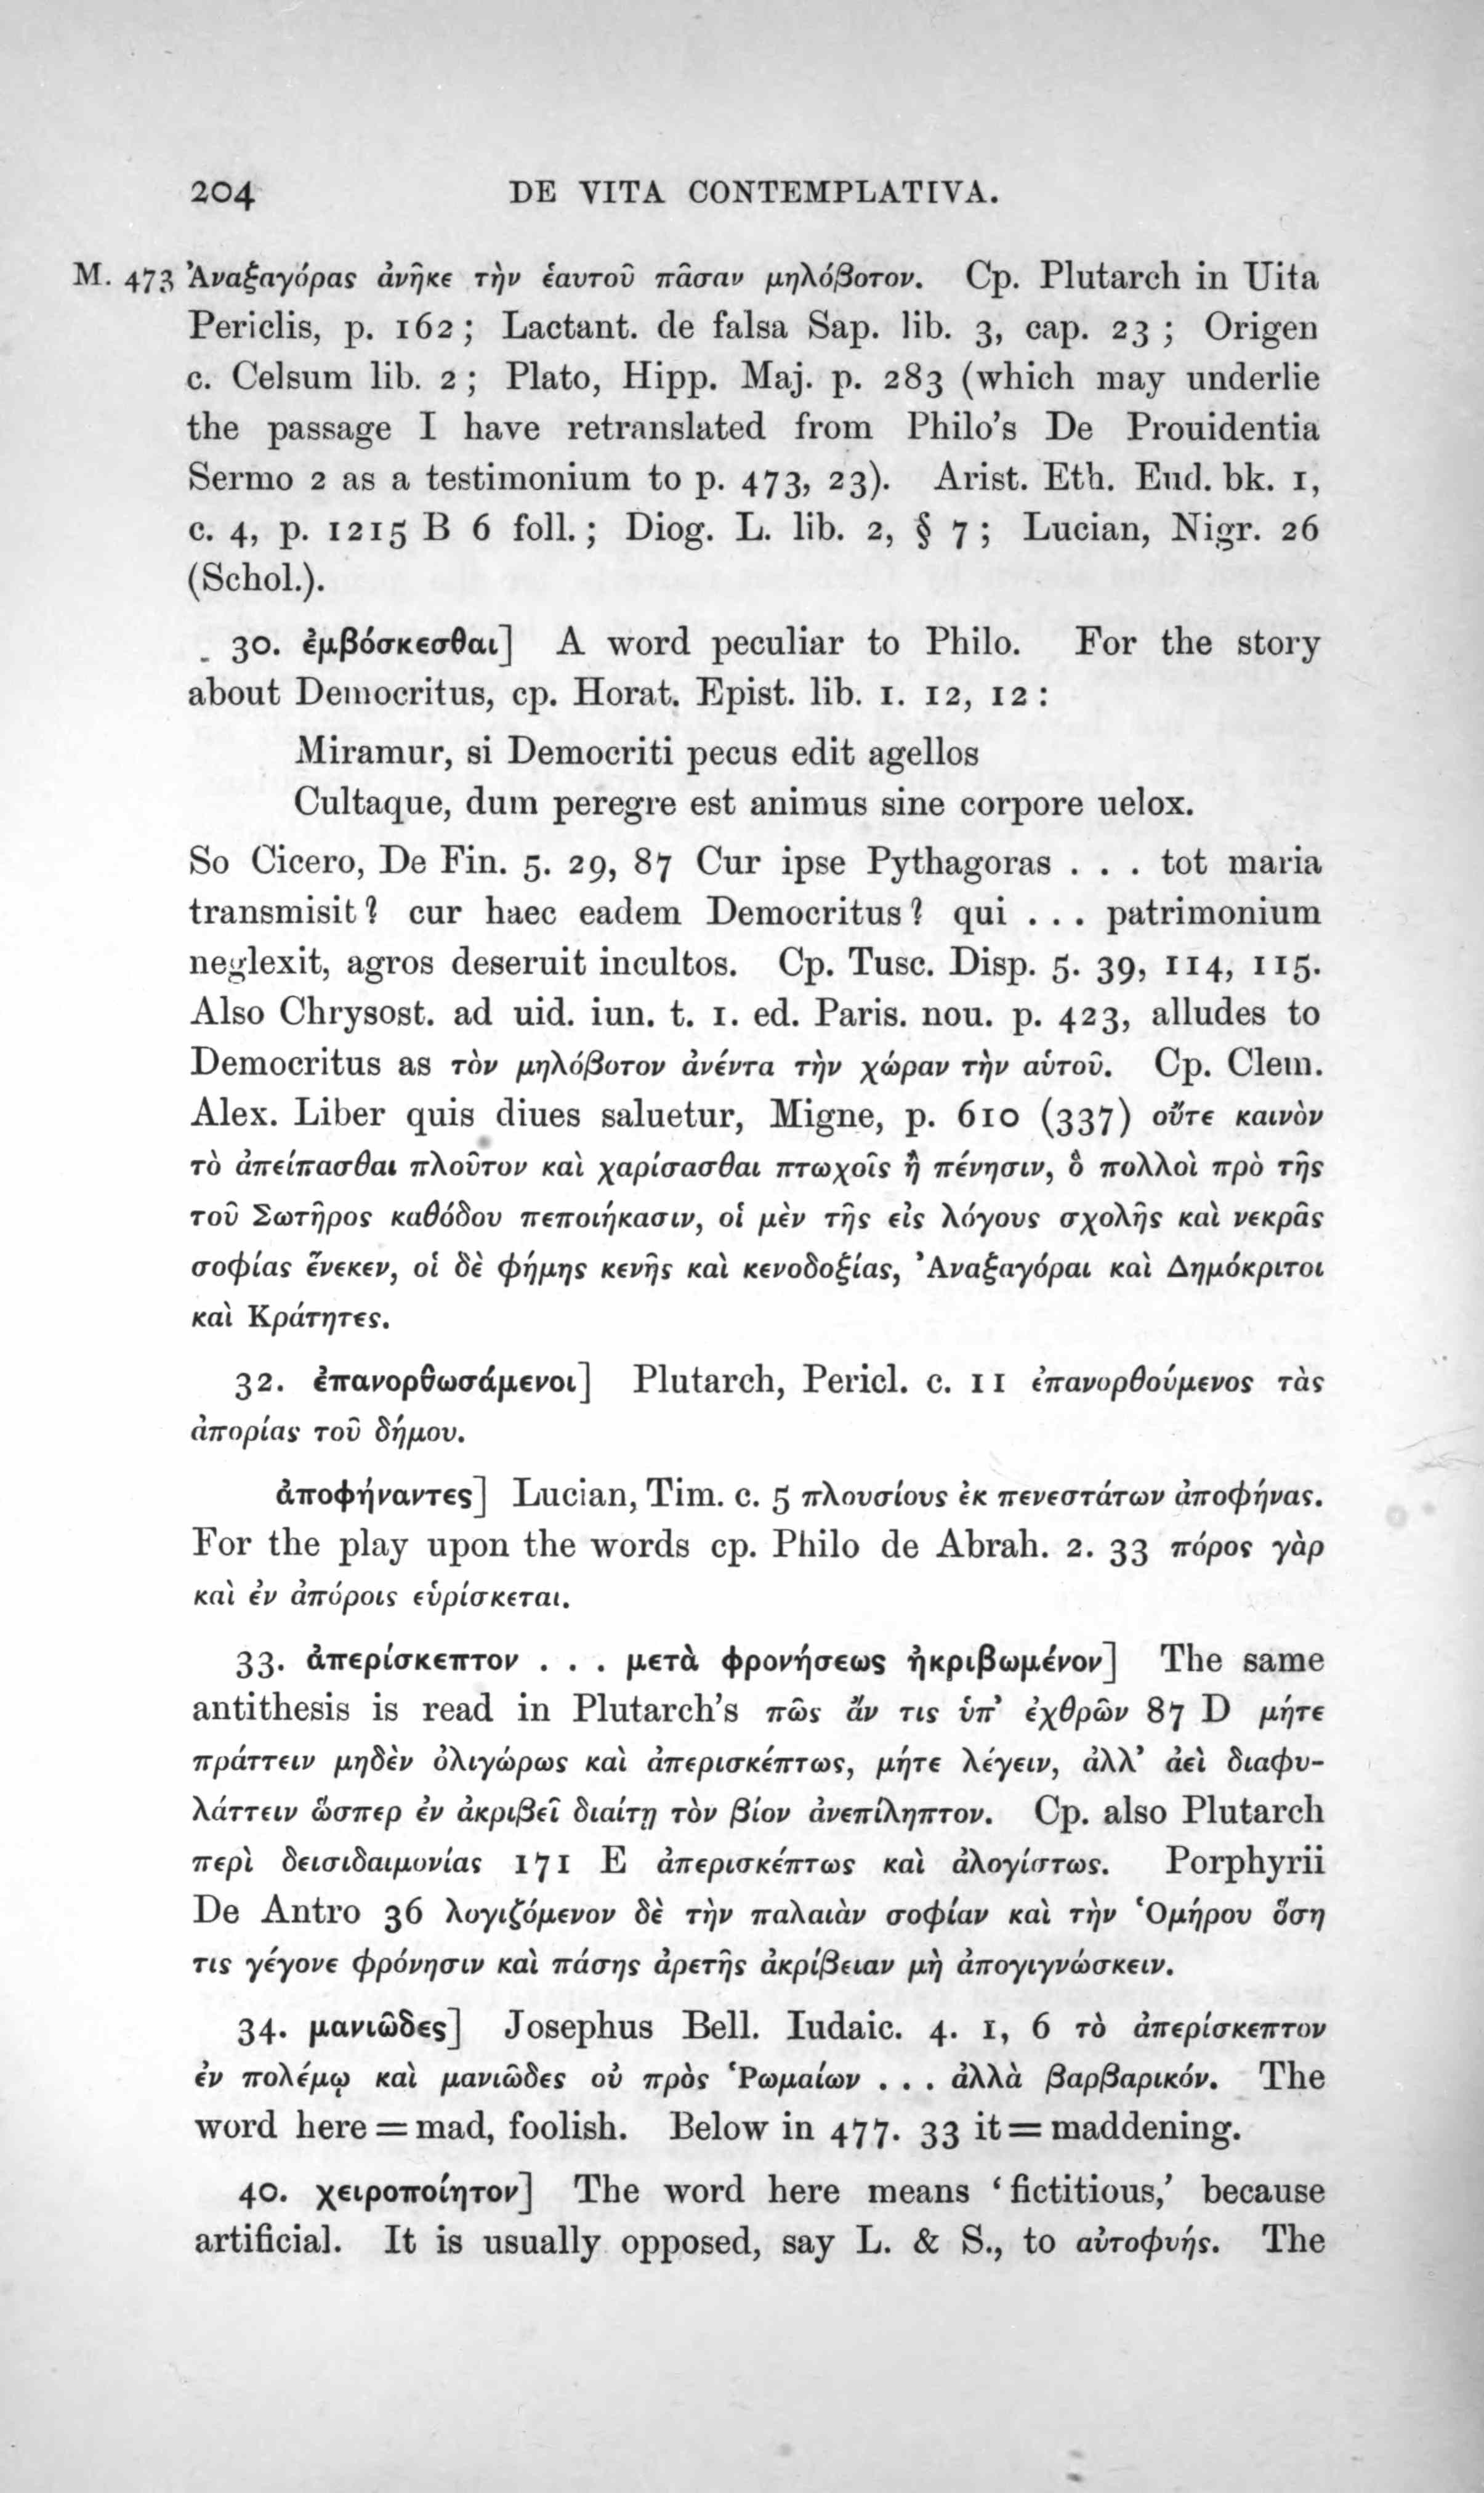 204 DE VITA CONTEMPLATIVA.
M. 473 Ἀναξαγόρας ἀνῆκε τὴν ἑαυτοῦ πᾶσαν μηλόβοτον. Cp. Plutarch in Uita
Periclis, p. 162; Lactant. de falsa Sap. lib. 3, cap. 23; Origen
c. Celsum lib. 2; Plato, Hipp. Maj. p. 283 (which may underlie
the passage I have retranslated from Philo's De Prouidentia
Sermo 2 as a testimonium to p. 473, 23). Arist. Eth. Eud. bk. 1,
c. 4, p. 1215 B 6 foll.; Diog. L. lib. 2, § 7; Lucian, Nigr. 26
(Schol.).
30. ἐμβόσκεσθαι] A word peculiar to Philo. For the story
about Democritus, cp. Horat. Epist. lib. 1. 12, 12:
Miramur, si Democriti pecus edit agellos
Cultaque, dum peregre est animus sine corpore uelox.
So Cicero, De Fin. 5. 29, 87 Cur ipse Pythagoras . . . tot maria
transmisit? cur haec eadem Democritus? qui . . . patrimonium
neglexit, agros deseruit incultos. Cp. Tusc. Disp. 5. 39, 114, 115.
Also Chrysost. ad uid. iun. t. 1. ed. Paris. nou. p. 423, alludes to
Democritus as τὸν μηλόβοτον ἀνέντα τὴν χώραν τὴν αὑτοῦ. Cp. Clem.
Alex. Liber quis diues saluetur, Migne, p. 610 (337) οὔτε καινὸν
τὸ ἀπείπασθαι πλοῦτον καὶ χαρίσασθαι πτωχοῖς ἢ πένησιν, ὃ πολλοὶ πρὸ τῆς
τοῦ Σωτῆρος καθόδου πεποιήκασιν, οἱ μὲν τῆς εἰς λόγους σχολῆς καὶ νεκρᾶς
σοφίας ἕνεκεν, οἱ δὲ φήμης κενῆς καὶ κενοδοξίας, Ἀναξαγόραι καὶ Δημόκριτοι
καὶ Κράτητες.
32. ἐπανορθωσάμενοι] Plutarch, Pericl. c. 11 ἐπανορθούμενος τὰς
ἀπορίας τοῦ δήμου.
ἀποφήναντες] Lucian, Tim. c. 5 πλουσίους ἐκ πενεστάτων ἀποφήνας.
For the play upon the words cp. Philo de Abrah. 2. 33 πόρος γὰρ
καὶ ἐν ἀπόροις εὑρίσκεται.
33. ἀπερίσκεπτον . . . μετὰ φρονήσεως ἠκριβωμένον] The same
antithesis is read in Plutarch's πῶς ἄν τις ὑπ' ἐχθρῶν 87 D μήτε
πράττειν μηδὲν ὀλιγώρως καὶ ἀπερισκέπτως, μήτε λέγειν, ἀλλ' ἀεὶ διαφυ-
λάττειν ὥσπερ ἐν ἀκριβεῖ διαίτῃ τὸν βίον ἀνεπίληπτον. Cp. also Plutarch
περὶ δεισιδαιμονίας 171 E ἀπερισκέπτως καὶ ἀλογίστως. Porphyrii
De Antro 36 λογιζόμενον δὲ τὴν παλαιὰν σοφίαν καὶ τὴν Ὁμήρου ὅση
τις γέγονε φρόνησιν καὶ πάσης ἀρετῆς ἀκρίβειαν μὴ ἀπογιγνώσκειν.
34. μανιῶδες] Josephus Bell. Iudaic. 4. 1, 6 τὸ ἀπερίσκεπτον
ἐν πολέμῳ καὶ μανιῶδες οὐ πρὸς Ῥωμαίων . . . ἀλλὰ βαρβαρικόν. The
word here = mad, foolish. Below in 477. 33 it = maddening.
40. χειροποίητον] The word here means 'fictitious,' because
artificial. It is usually opposed, say L. & S., to αὐτοφυής. The